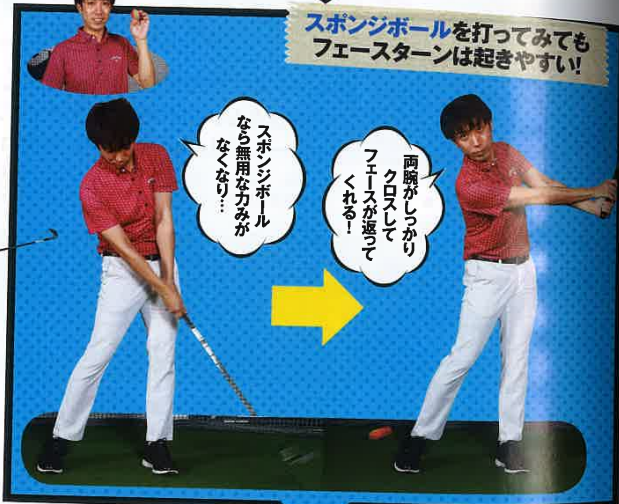 スポンジボールを打ってみても
フェースターンは起きやすい!
スポンジボール
なら無用な力みが
なくなり…
両腕がしっかり
クロスして
フェースが返って
くれる!